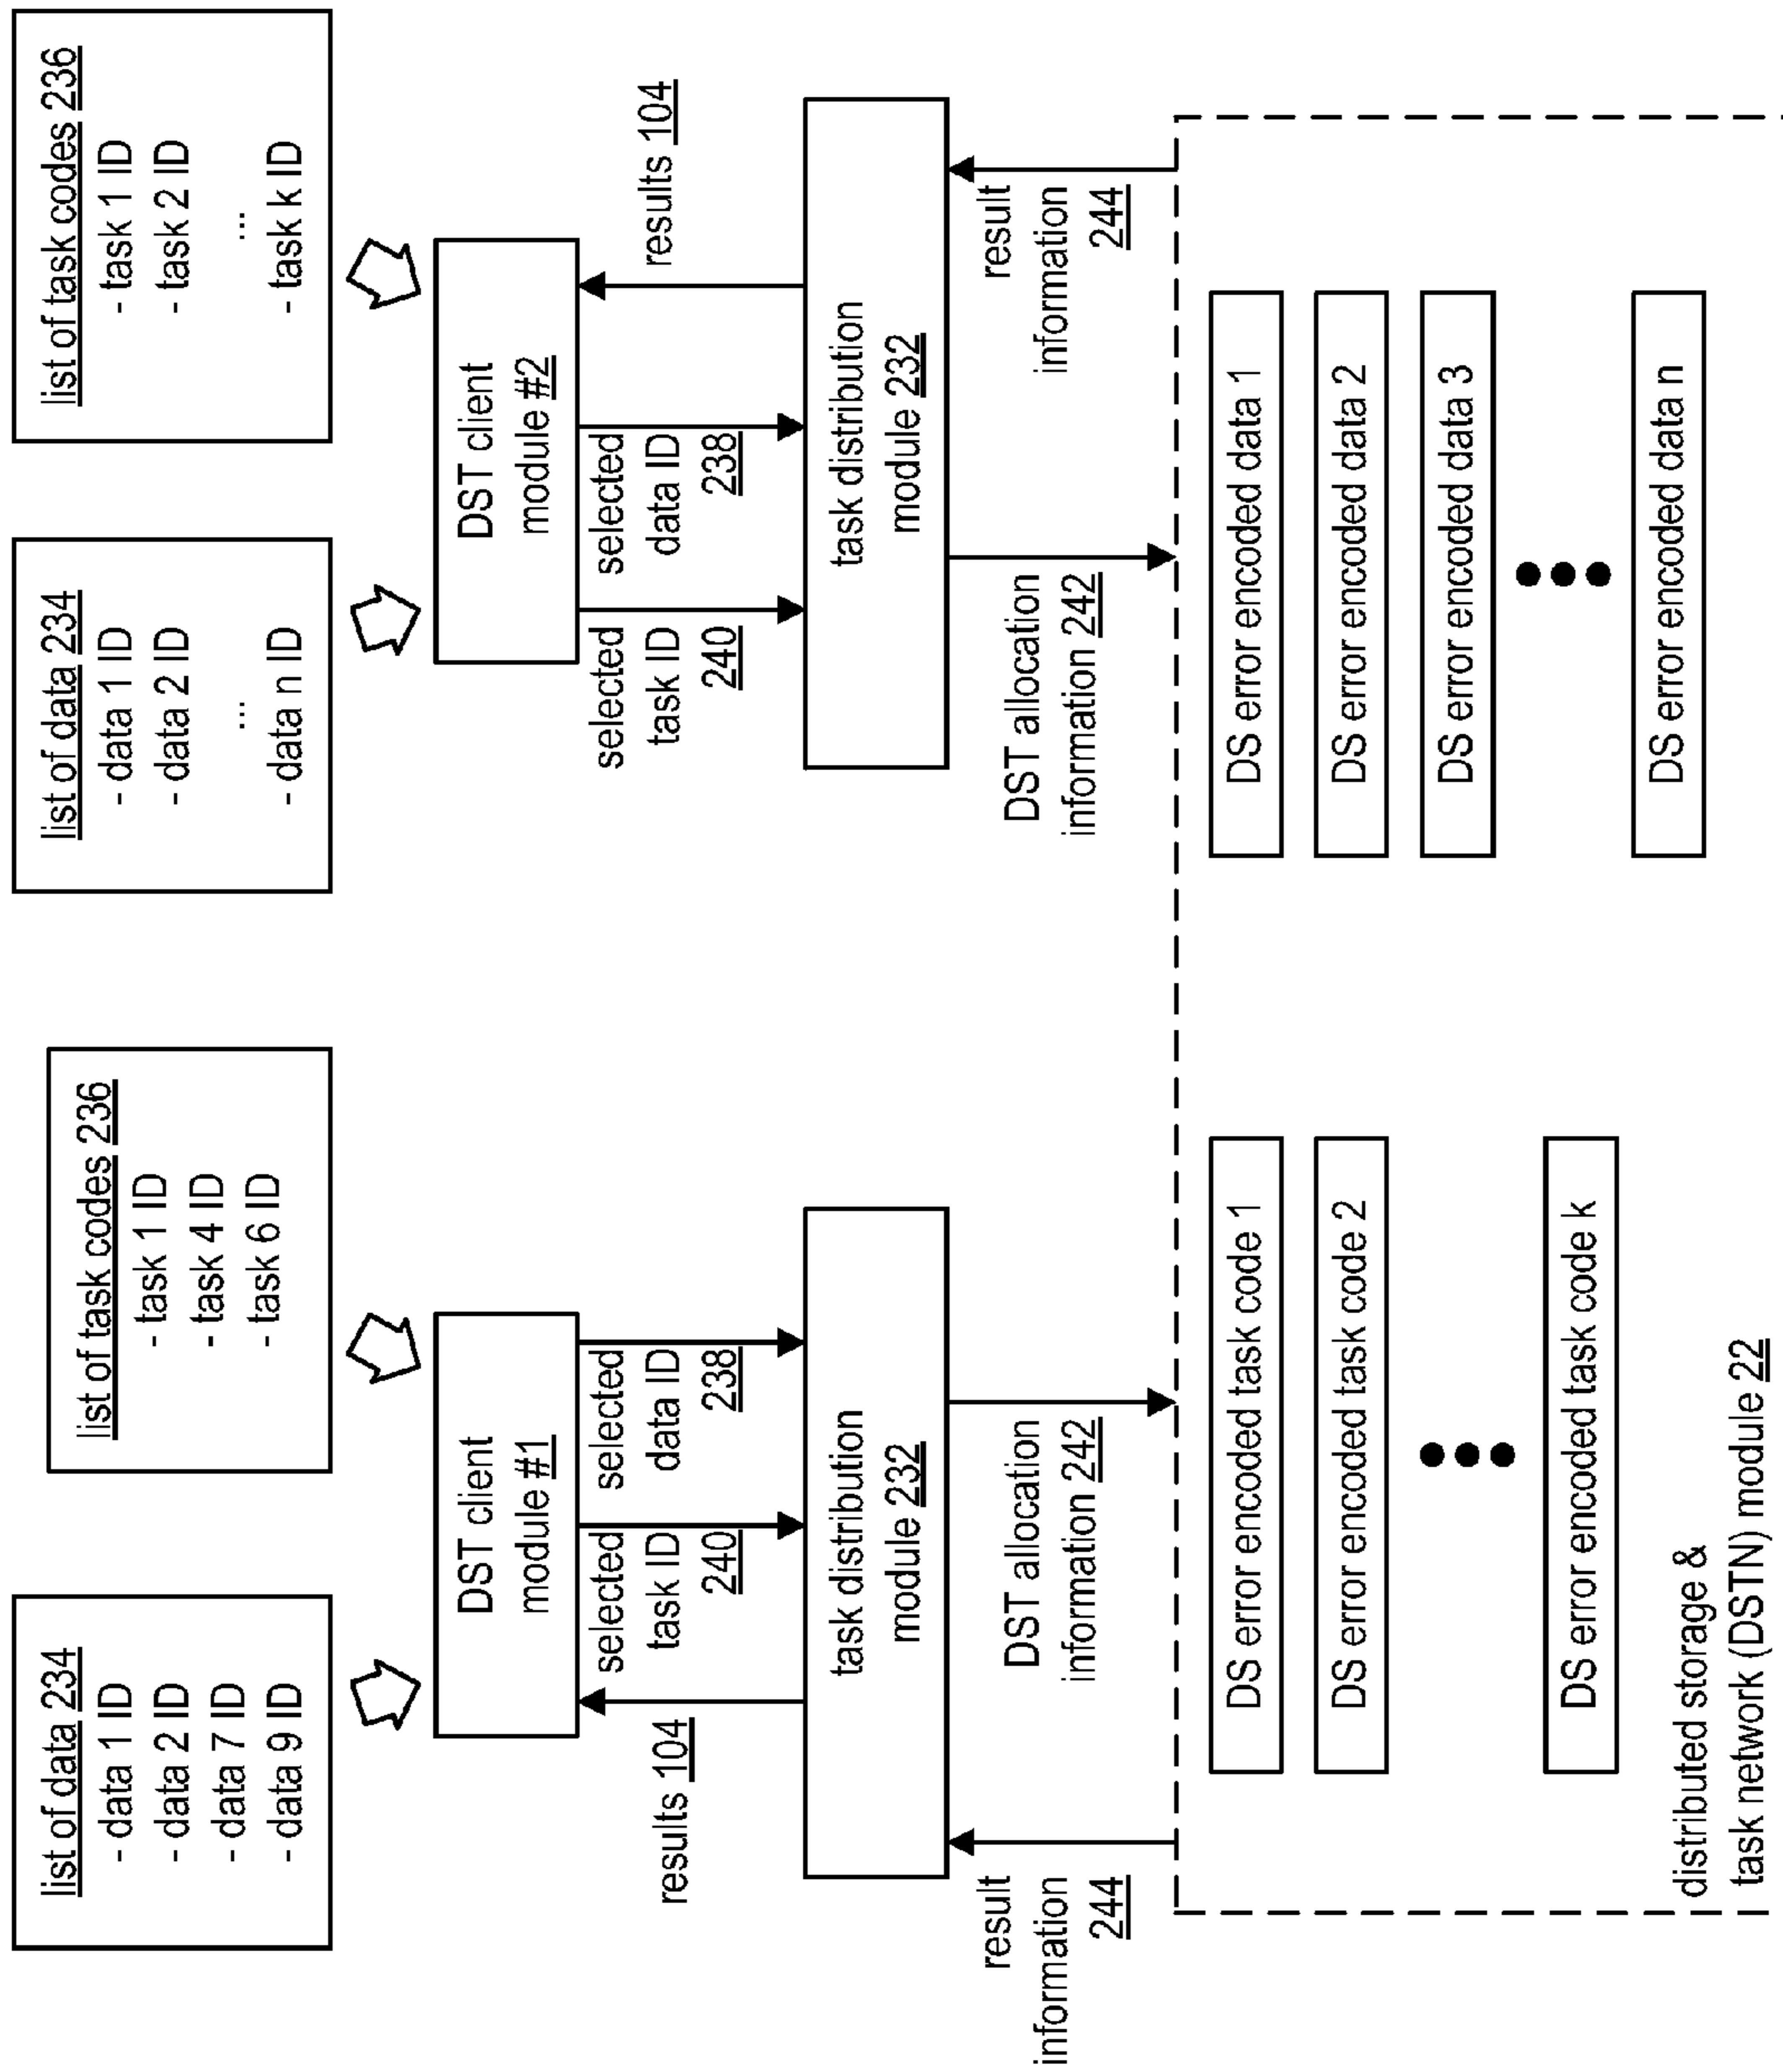 list of data 234
- data 1 ID
- data 2 ID
- data 7 ID
- data 9 ID
list of task codes 236
- task 1 ID
- task 4 ID
- task 6 ID
DST client
module #1
results 104
selected
task ID
240
selected
data ID
238
task distribution
module 232
result
information
244
DST allocation
information 242
list of data 234
- data 1 ID
- data 2 ID
...
- data n ID
list of task codes 236
- task 1 ID
- task 2 ID
...
- task k ID
DST client
module #2
selected
task ID
240
selected
data ID
238
results 104
task distribution
module 232
DST allocation
information 242
result
information
244
DS error encoded task code 1
DS error encoded task code 2
DS error encoded task code k
DS error encoded data 1
DS error encoded data 2
DS error encoded data 3
DS error encoded data n
distributed storage &
task network (DSTN) module 22